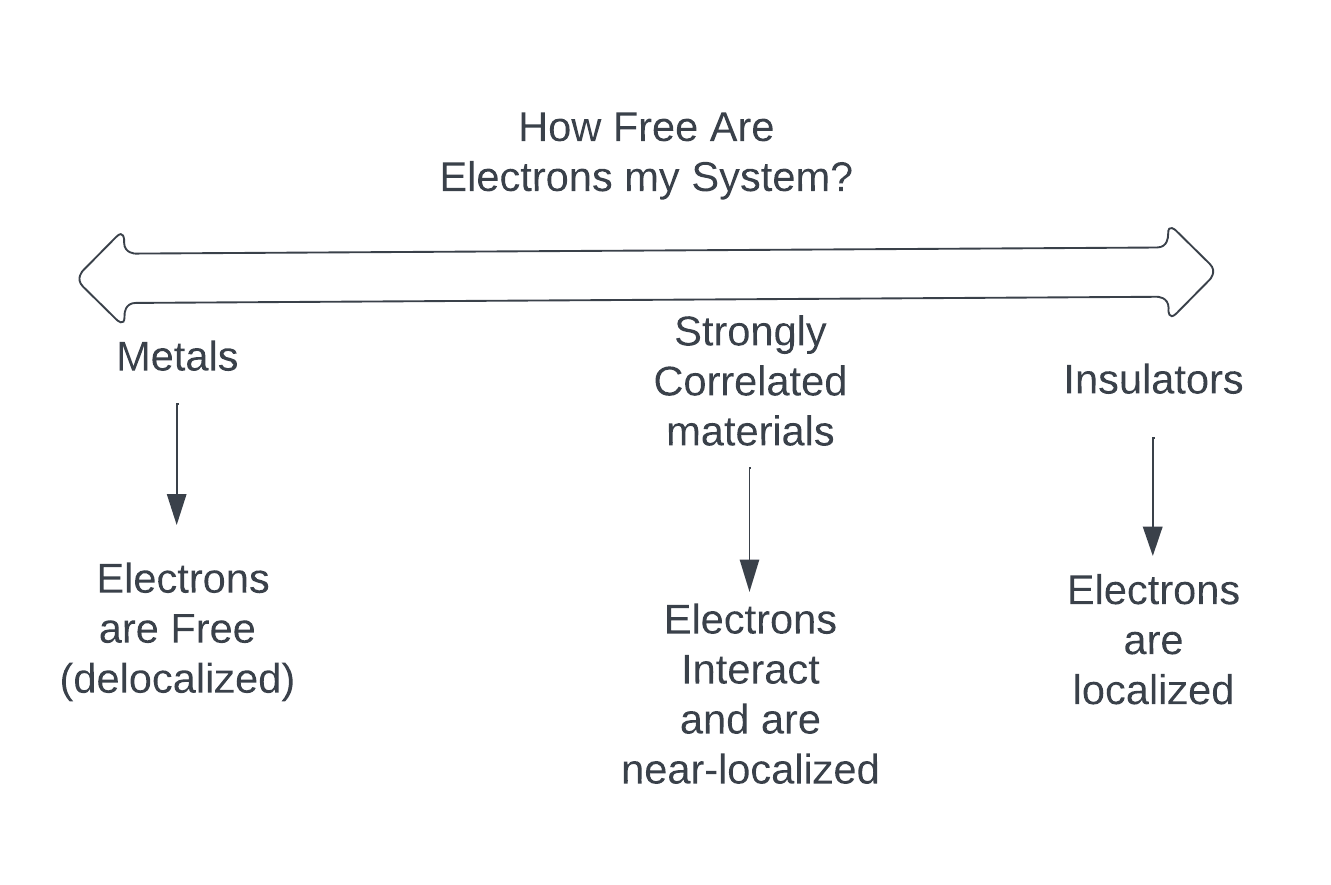 How Free Are
Electrons my System?
Metals
Strongly
Correlated
materials
Insulators
Electrons
are Free
(delocalized)
Electrons
Interact
and are
near-localized
Electrons
are
localized